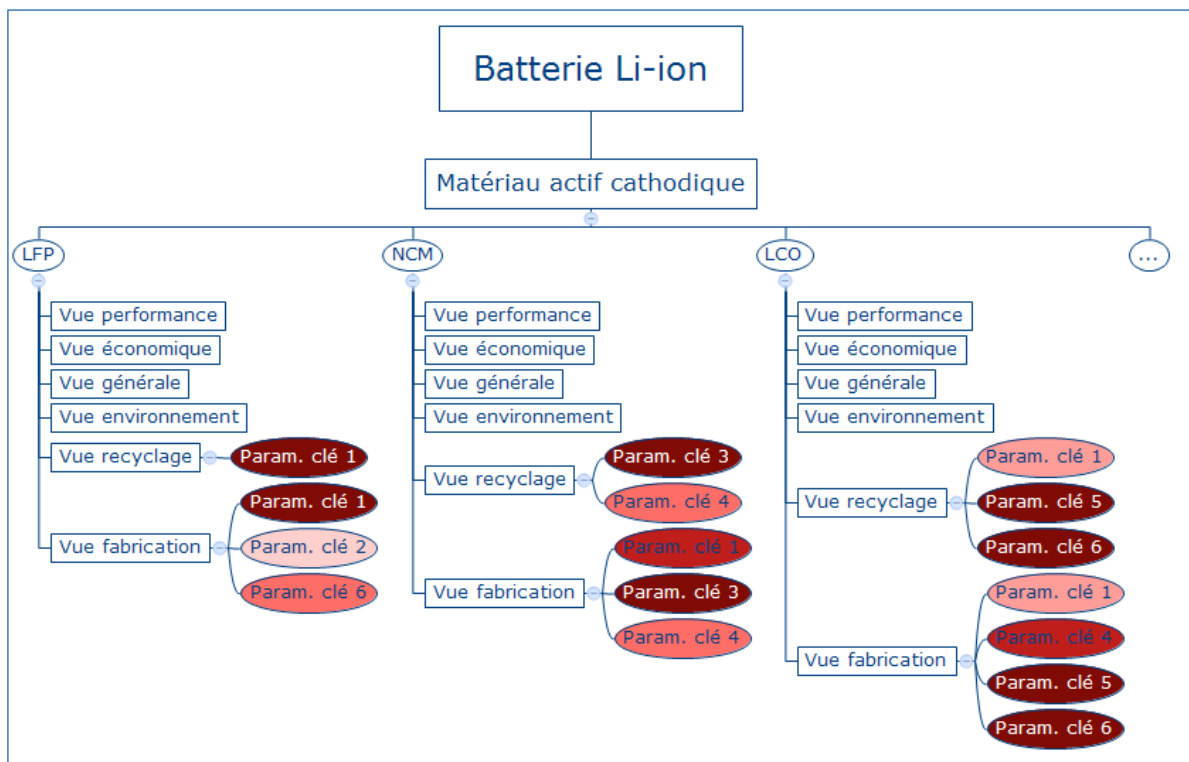 Batterie Li-ion
Matériau actif cathodique
LFP
NCM
LCO
...
Vue performance
Vue économique
Vue générale
Vue environnement
Vue recyclage
Param. clé 1
Vue fabrication
Param. clé 1
Param. clé 2
Param. clé 6
Vue performance
Vue économique
Vue générale
Vue environnement
Vue recyclage
Param. clé 3
Param. clé 4
Vue fabrication
Param. clé 1
Param. clé 3
Param. clé 4
Vue performance
Vue économique
Vue générale
Vue environnement
Vue recyclage
Param. clé 1
Param. clé 5
Param. clé 6
Vue fabrication
Param. clé 1
Param. clé 4
Param. clé 5
Param. clé 6